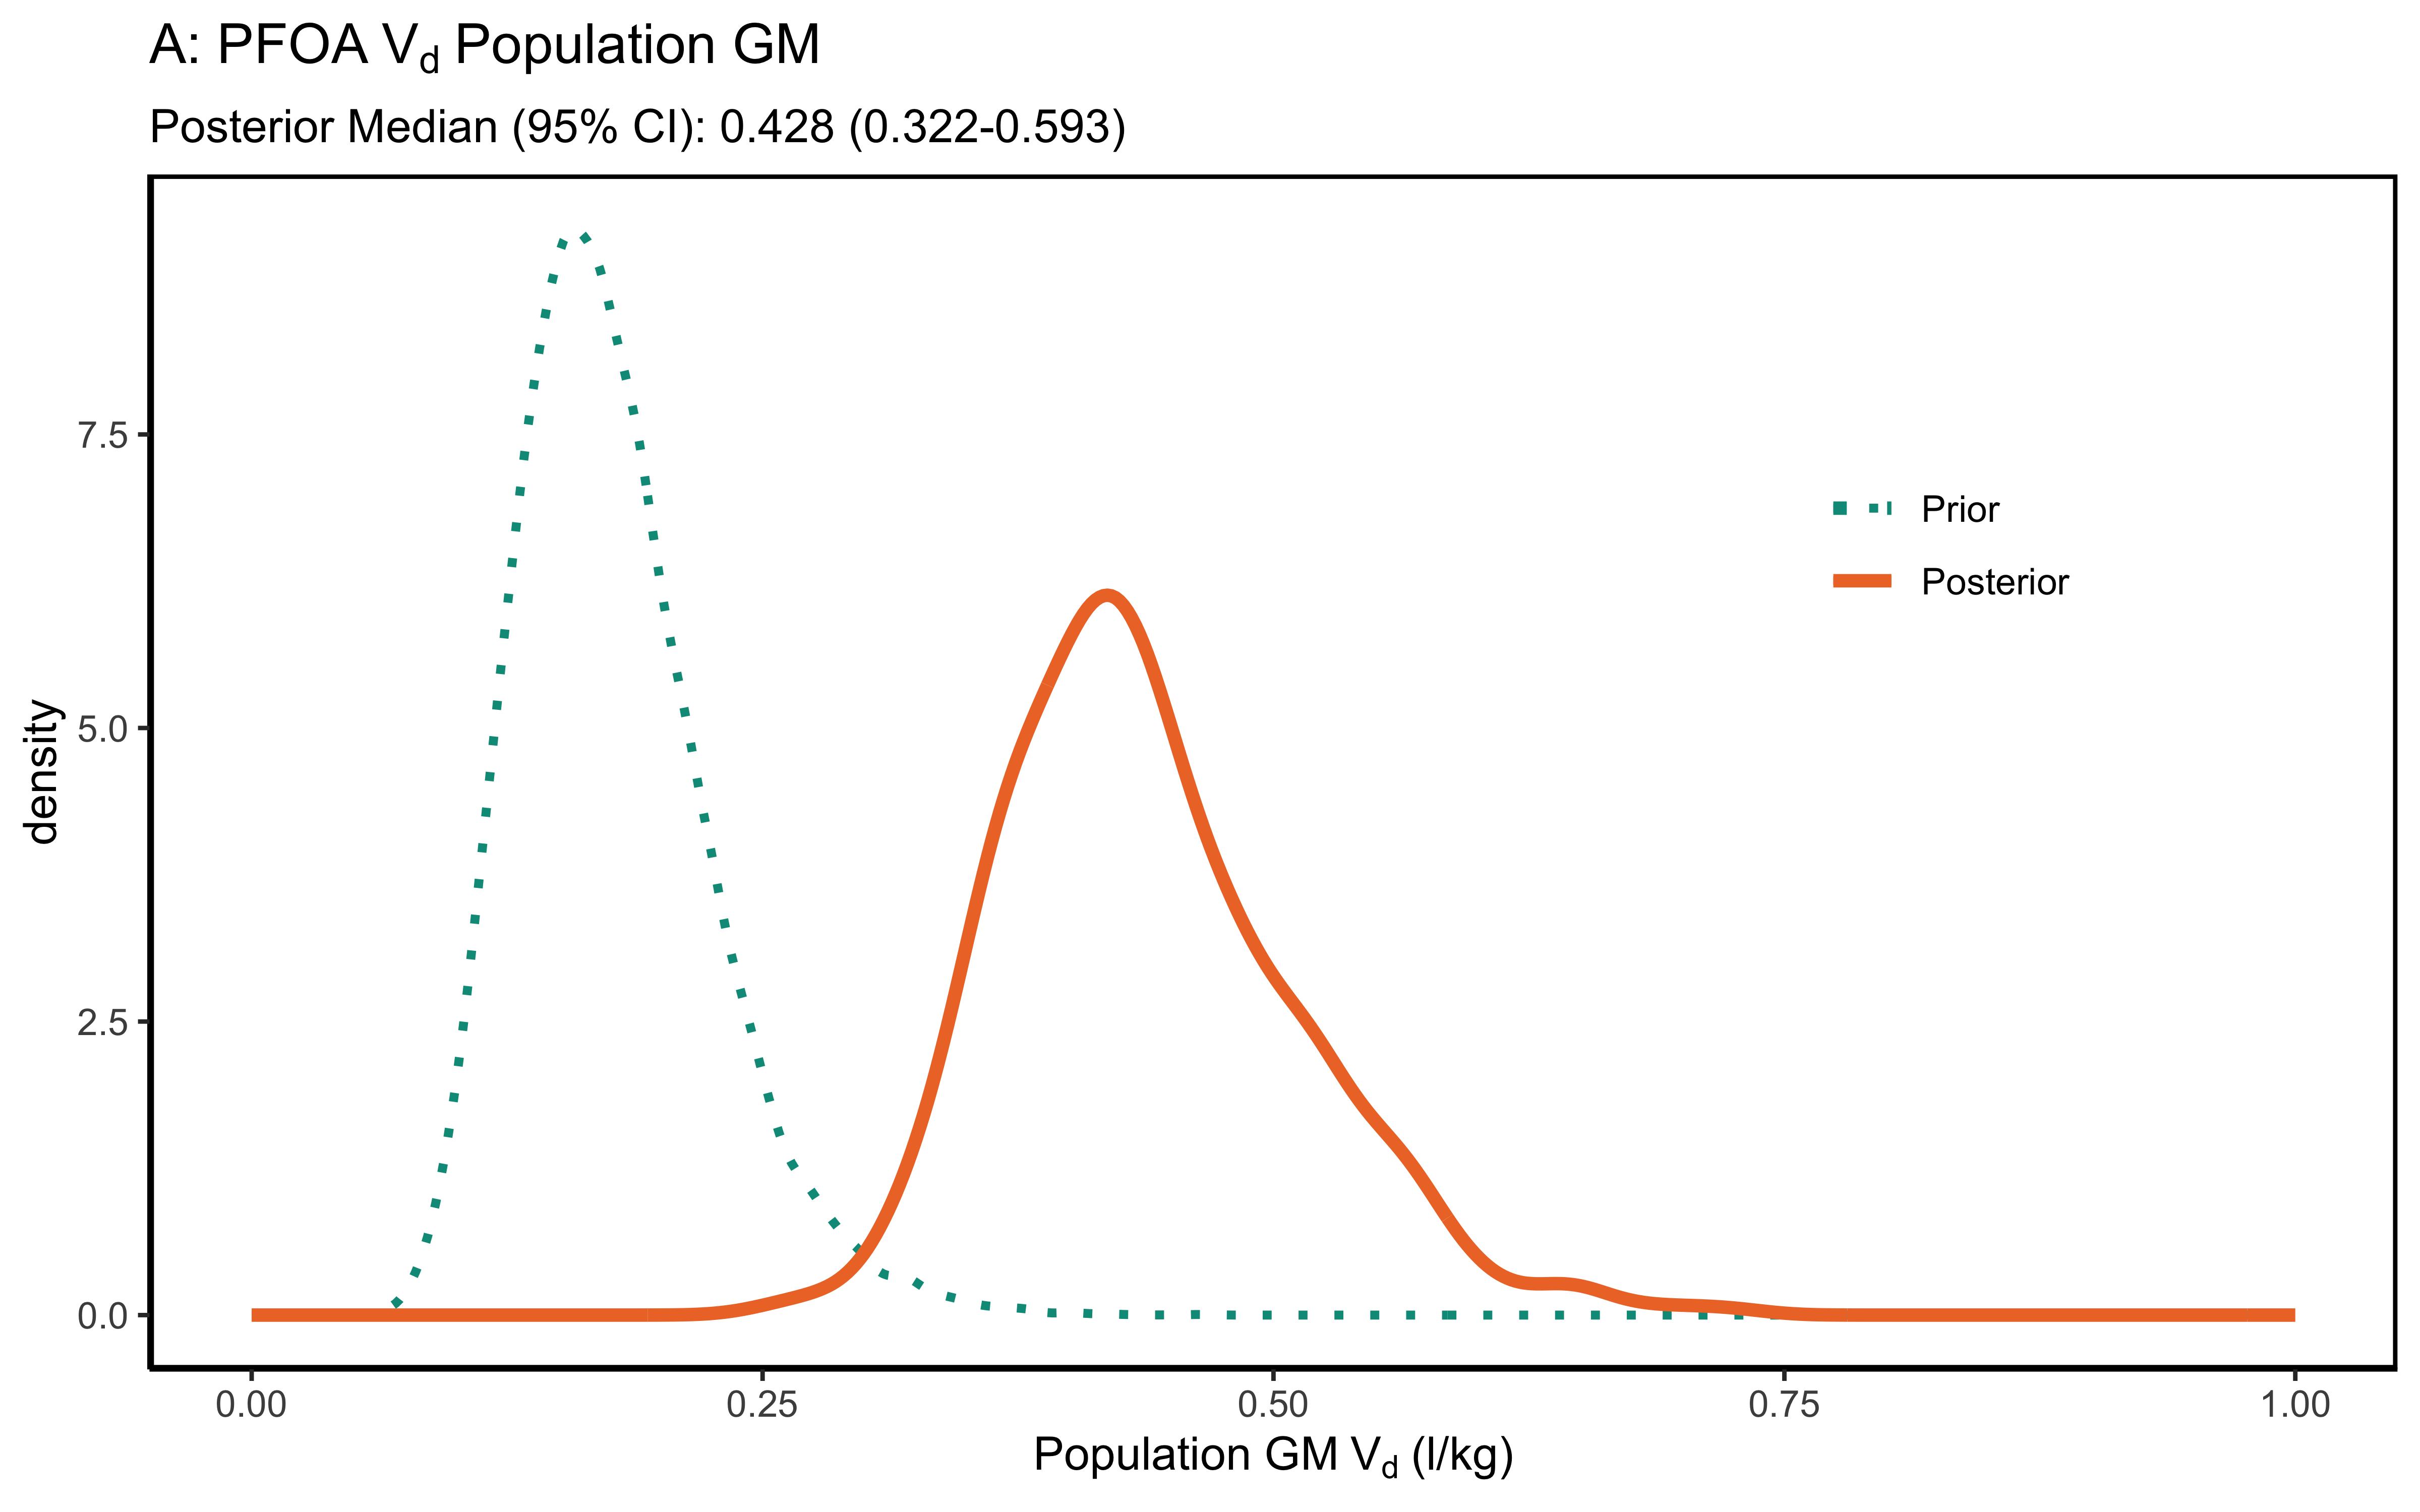 A: PFOA Vd Population GM
Posterior Median (95% CI): 0.428 (0.322-0.593)
7.5
5.0
2.5
0.0
density
Prior
Posterior
0.00 0.25 0.50 0.75 1.00
Population GM Vd (l/kg)